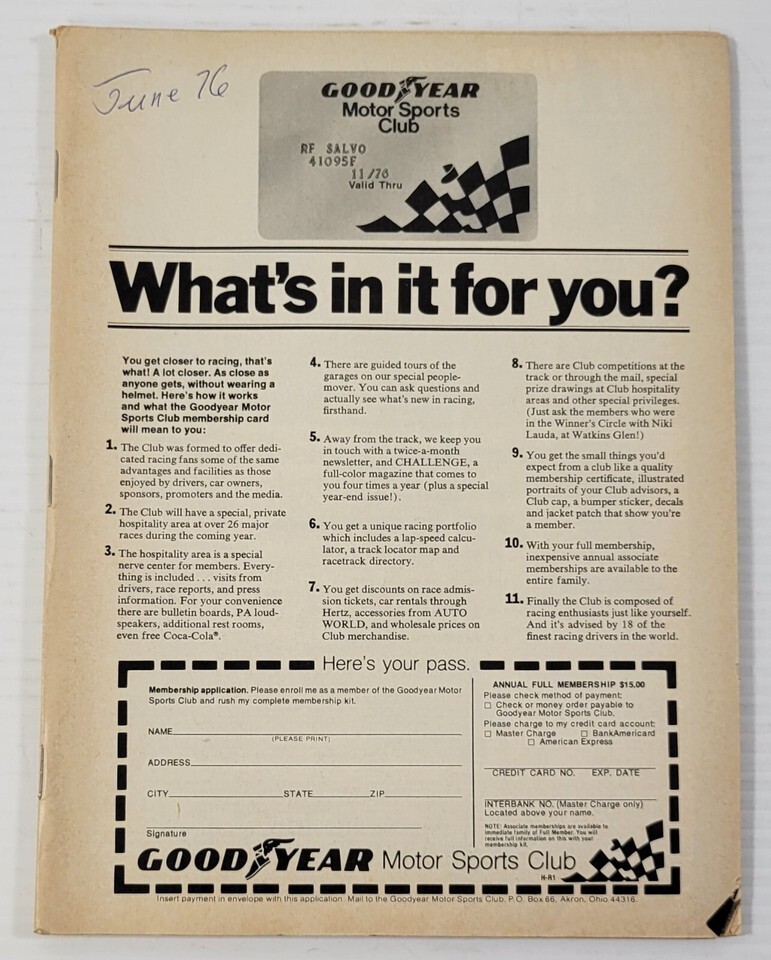 June 76
GOODYEAR
Motor Sports
Club
RF SALVO
41095F
11/76
Valid Thru
What's in it for you?
You get closer to racing, that's
what! A lot closer. As close as
anyone gets, without wearing a
helmet. Here's how it works
and what the Goodyear Motor
Sports Club membership card
will mean to you:
1. The Club was formed to offer dedi-
cated racing fans some of the same
advantages and facilities as those
enjoyed by drivers, car owners,
sponsors, promoters and the media.
2. The Club will have a special, private
hospitality area at over 26 major
races during the coming year.
3. The hospitality area is a special
nerve center for members. Every-
thing is included . . . visits from
drivers, race reports, and press
information. For your convenience
there are bulletin boards, PA loud-
speakers, additional rest rooms,
even free Coca-Cola®.
4. There are guided tours of the
garages on our special people-
mover. You can ask questions and
actually see what's new in racing,
firsthand.
5. Away from the track, we keep you
in touch with a twice-a-month
newsletter, and CHALLENGE, a
full-color magazine that comes to
you four times a year (plus a special
year-end issue!).
6. You get a unique racing portfolio
which includes a lap-speed calcu-
lator, a track locator map and
racetrack directory.
7. You get discounts on race admis-
sion tickets, car rentals through
Hertz, accessories from AUTO
WORLD, and wholesale prices on
Club merchandise.
8. There are Club competitions at the
track or through the mail, special
prize drawings at Club hospitality
areas and other special privileges.
(Just ask the members who were
in the Winner's Circle with Niki
Lauda, at Watkins Glen!)
9. You get the small things you'd
expect from a club like a quality
membership certificate, illustrated
portraits of your Club advisors, a
Club cap, a bumper sticker, decals
and jacket patch that show you're
a member.
10. With your full membership,
inexpensive annual associate
memberships are available to the
entire family.
11. Finally the Club is composed of
racing enthusiasts just like yourself.
And it's advised by 18 of the
finest racing drivers in the world.
Here's your pass.
Membership application. Please enroll me as a member of the Goodyear Motor
Sports Club and rush my complete membership kit.
NAME
(PLEASE PRINT)
ADDRESS
CITY STATE ZIP
Signature
ANNUAL FULL MEMBERSHIP $15.00
Please check method of payment:
Check or money order payable to
Goodyear Motor Sports Club.
Please charge to my credit card account:
Master Charge BankAmericard
American Express
CREDIT CARD NO. EXP. DATE
INTERBANK NO. (Master Charge only)
Located above your name.
NOTE: Associate memberships are available to
immediate family of Full Member. You will
receive full information on this with your
membership kit.
GOODYEAR Motor Sports Club
H-R1
Insert payment in envelope with this application. Mail to the Goodyear Motor Sports Club, P.O. Box 66, Akron, Ohio 44316.